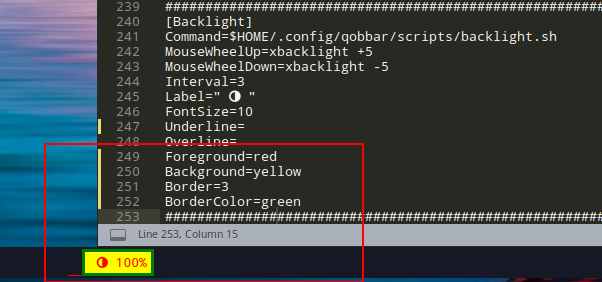 239 ##########################################################
240 [Backlight]
241 Command=$HOME/.config/qobbar/scripts/backlight.sh
242 MouseWheelUp=xbacklight +5
243 MouseWheelDown=xbacklight -5
244 Interval=3
245 Label=" ◑ "
246 FontSize=10
247 Underline=
248 Overline=
249 Foreground=red
250 Background=yellow
251 Border=3
252 BorderColor=green
253 ##########################################################
Line 253, Column 15
◑ 100%